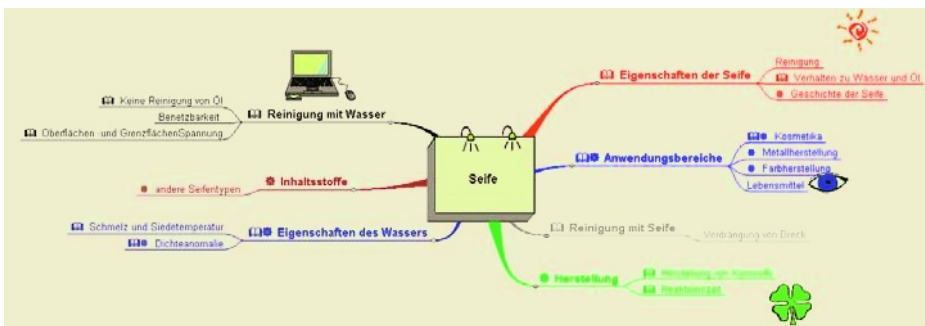 Seife
Reinigung mit Wasser
Keine Reinigung von Öl
Benetzbarkeit
Oberflächen -und GrenzflächenSpannung
Inhaltsstoffe
andere Seifentypen
Eigenschaften des Wassers
Schmelz und Siedetemperatur
Dichteanomalie
Eigenschaften der Seife
Reinigung
Verhalten zu Wasser und Öl
Geschichte der Seife
Anwendungsbereiche
Kosmetika
Metallherstellung
Farbherstellung
Lebensmittel
Reinigung mit Seife
Verdrängung von Dreck
Herstellung
Herstellung von